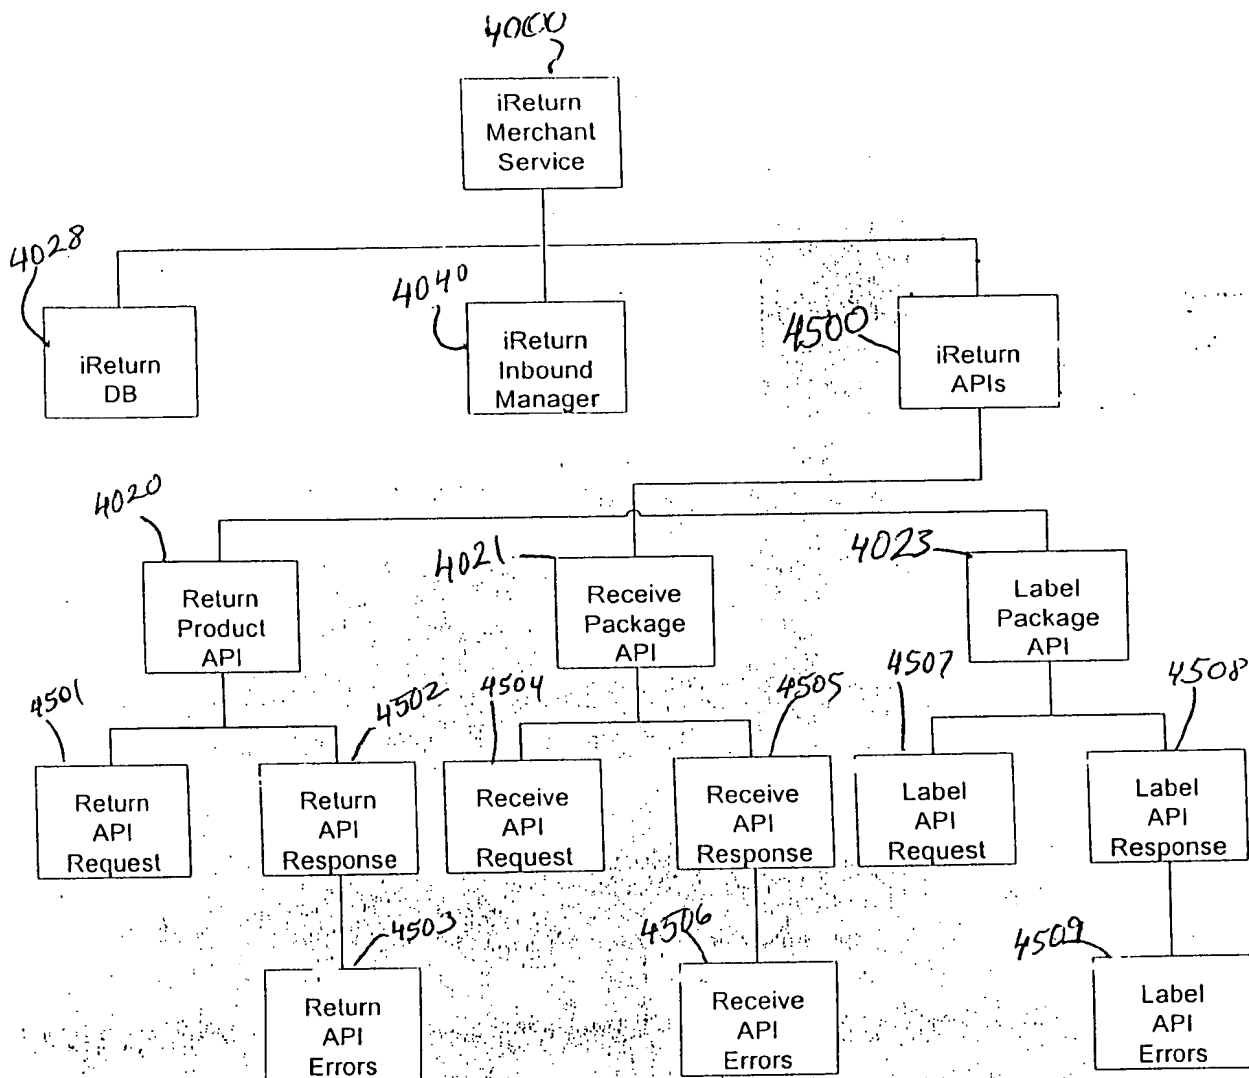 4000
iReturn
Merchant
Service
4028
4040
4500
iReturn
DB
iReturn
Inbound
Manager
iReturn
APIs
4020
4021
4023
Return
Product
API
Receive
Package
API
Label
Package
API
4501
4502
4504
4505
4507
4508
Return
API
Request
Return
API
Response
Receive
API
Request
Receive
API
Response
Label
API
Request
Label
API
Response
4503
4506
4509
Return
API
Errors
Receive
API
Errors
Label
API
Errors